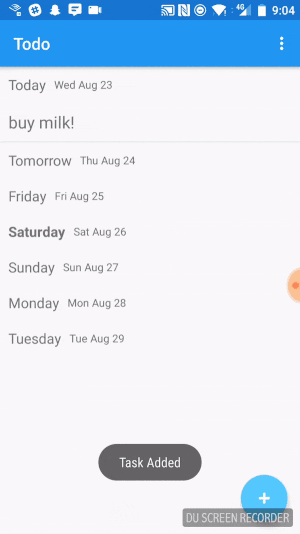 4G 9:04
Todo
Today Wed Aug 23
buy milk!
Tomorrow Thu Aug 24
Friday Fri Aug 25
Saturday Sat Aug 26
Sunday Sun Aug 27
Monday Mon Aug 28
Tuesday Tue Aug 29
Task Added
+
DU SCREEN RECORDER